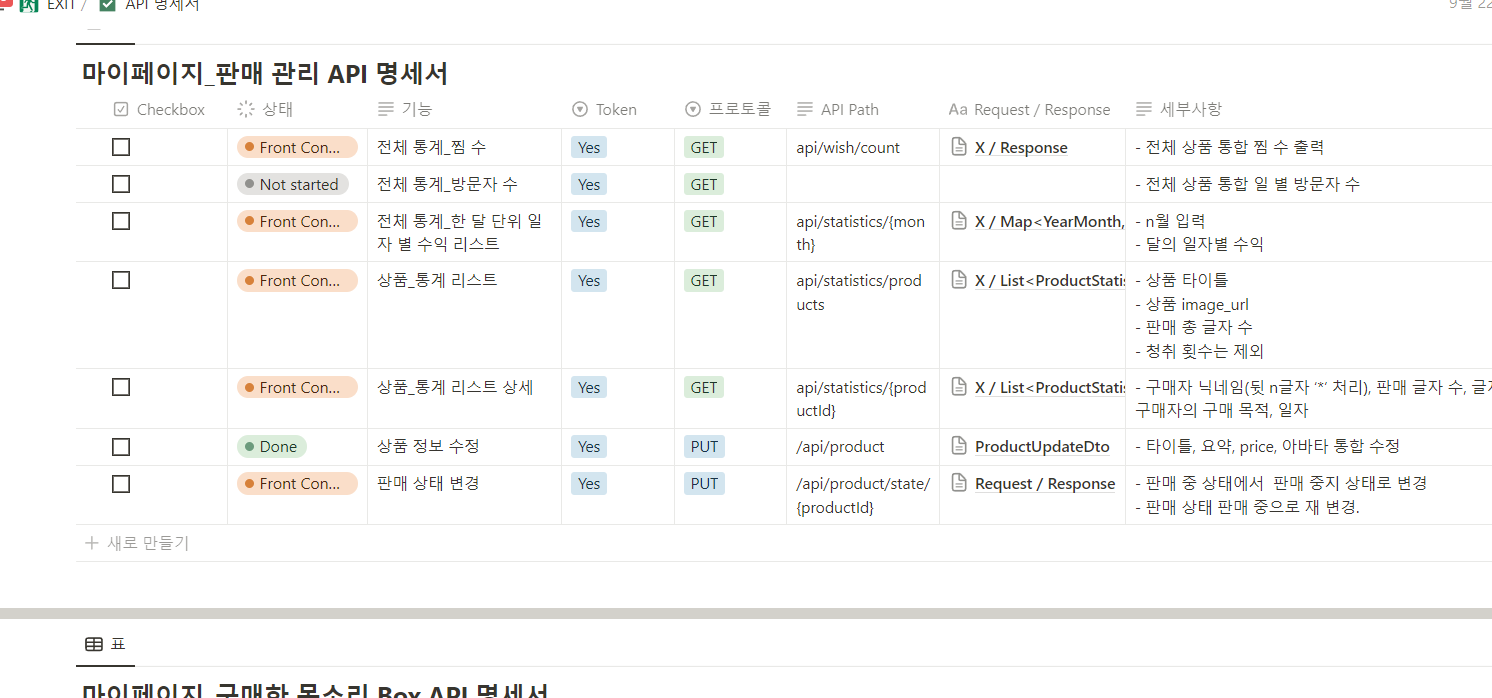 EXIT / API 명세서
9월 22
마이페이지_판매 관리 API 명세서
Checkbox 상태 기능 Token 프로토콜 API Path Aa Request / Response 세부사항
Front Con... 전체 통계_찜 수 Yes GET api/wish/count X / Response - 전체 상품 통합 찜 수 출력
Not started 전체 통계_방문자 수 Yes GET - 전체 상품 통합 일 별 방문자 수
Front Con... 전체 통계_한 달 단위 일 Yes GET api/statistics/{mon X / Map<YearMonth, - n월 입력
자 별 수익 리스트 th} - 달의 일자별 수익
Front Con... 상품_통계 리스트 Yes GET api/statistics/prod X / List<ProductStatis - 상품 타이틀
ucts - 상품 image_url
- 판매 총 글자 수
- 청취 횟수는 제외
Front Con... 상품_통계 리스트 상세 Yes GET api/statistics/{prod X / List<ProductStatis - 구매자 닉네임(뒷 n글자 ‘*’ 처리), 판매 글자 수, 글자
uctId} 구매자의 구매 목적, 일자
Done 상품 정보 수정 Yes PUT /api/product ProductUpdateDto - 타이틀, 요약, price, 아바타 통합 수정
Front Con... 판매 상태 변경 Yes PUT /api/product/state/ Request / Response - 판매 중 상태에서 판매 중지 상태로 변경
{productId} - 판매 상태 판매 중으로 재 변경.
+ 새로 만들기
표
마이페이지_구매한 목소리 Box API 명세서